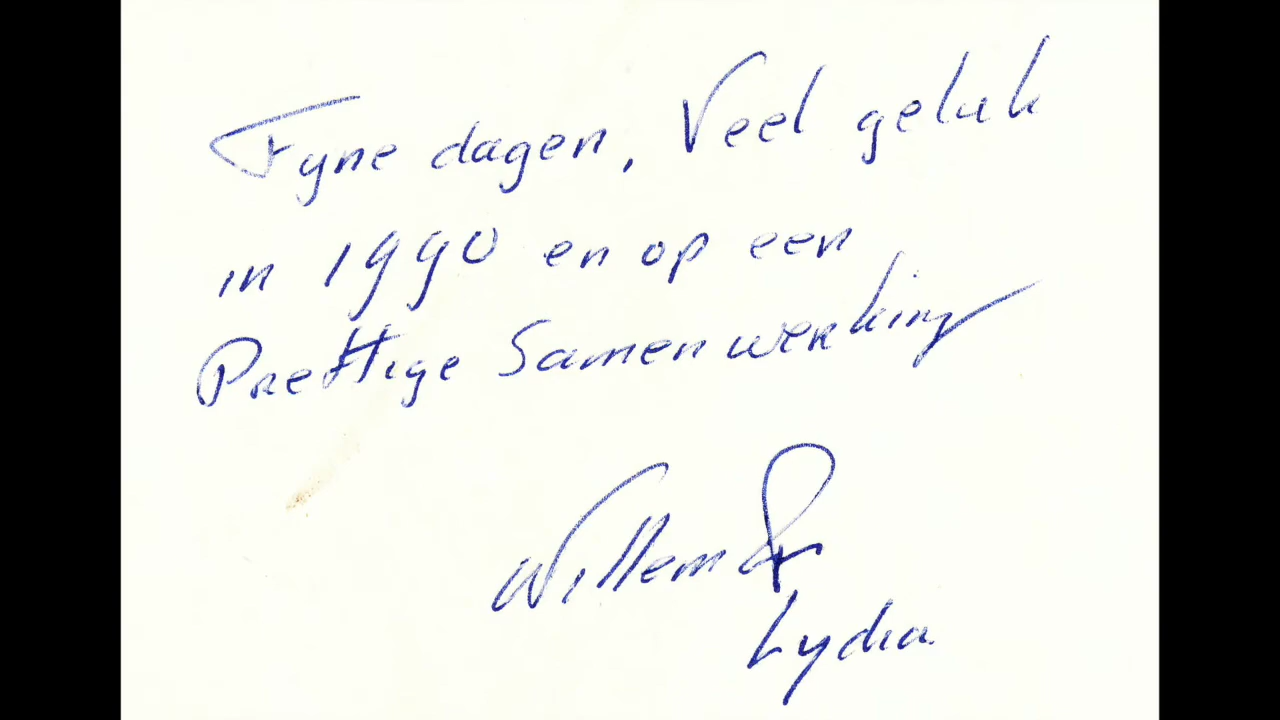 Fyne dagen, Veel geluk
in 1990 en op een
Prettige Samenwerking
Willem &
Lydia